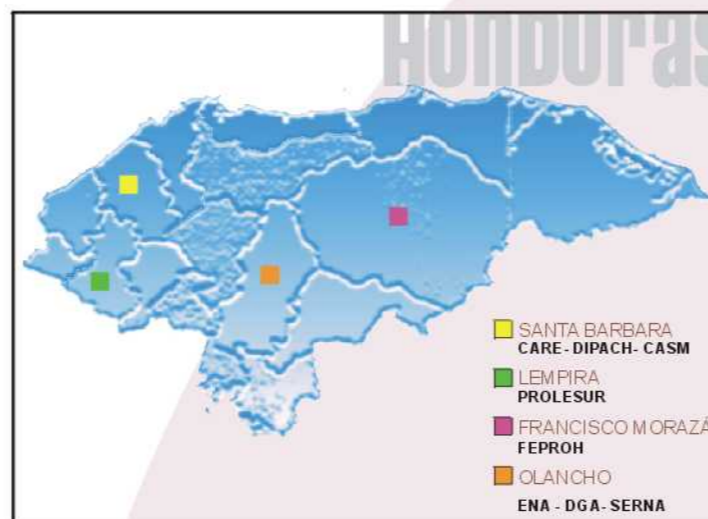 Honduras
SANTA BARBARA
CARE - DIPACH - CASM
LEMPIRA
PROLESUR
FRANCISCO MORAZÁ
FEPROH
OLANCHO
ENA - DGA - SERNA